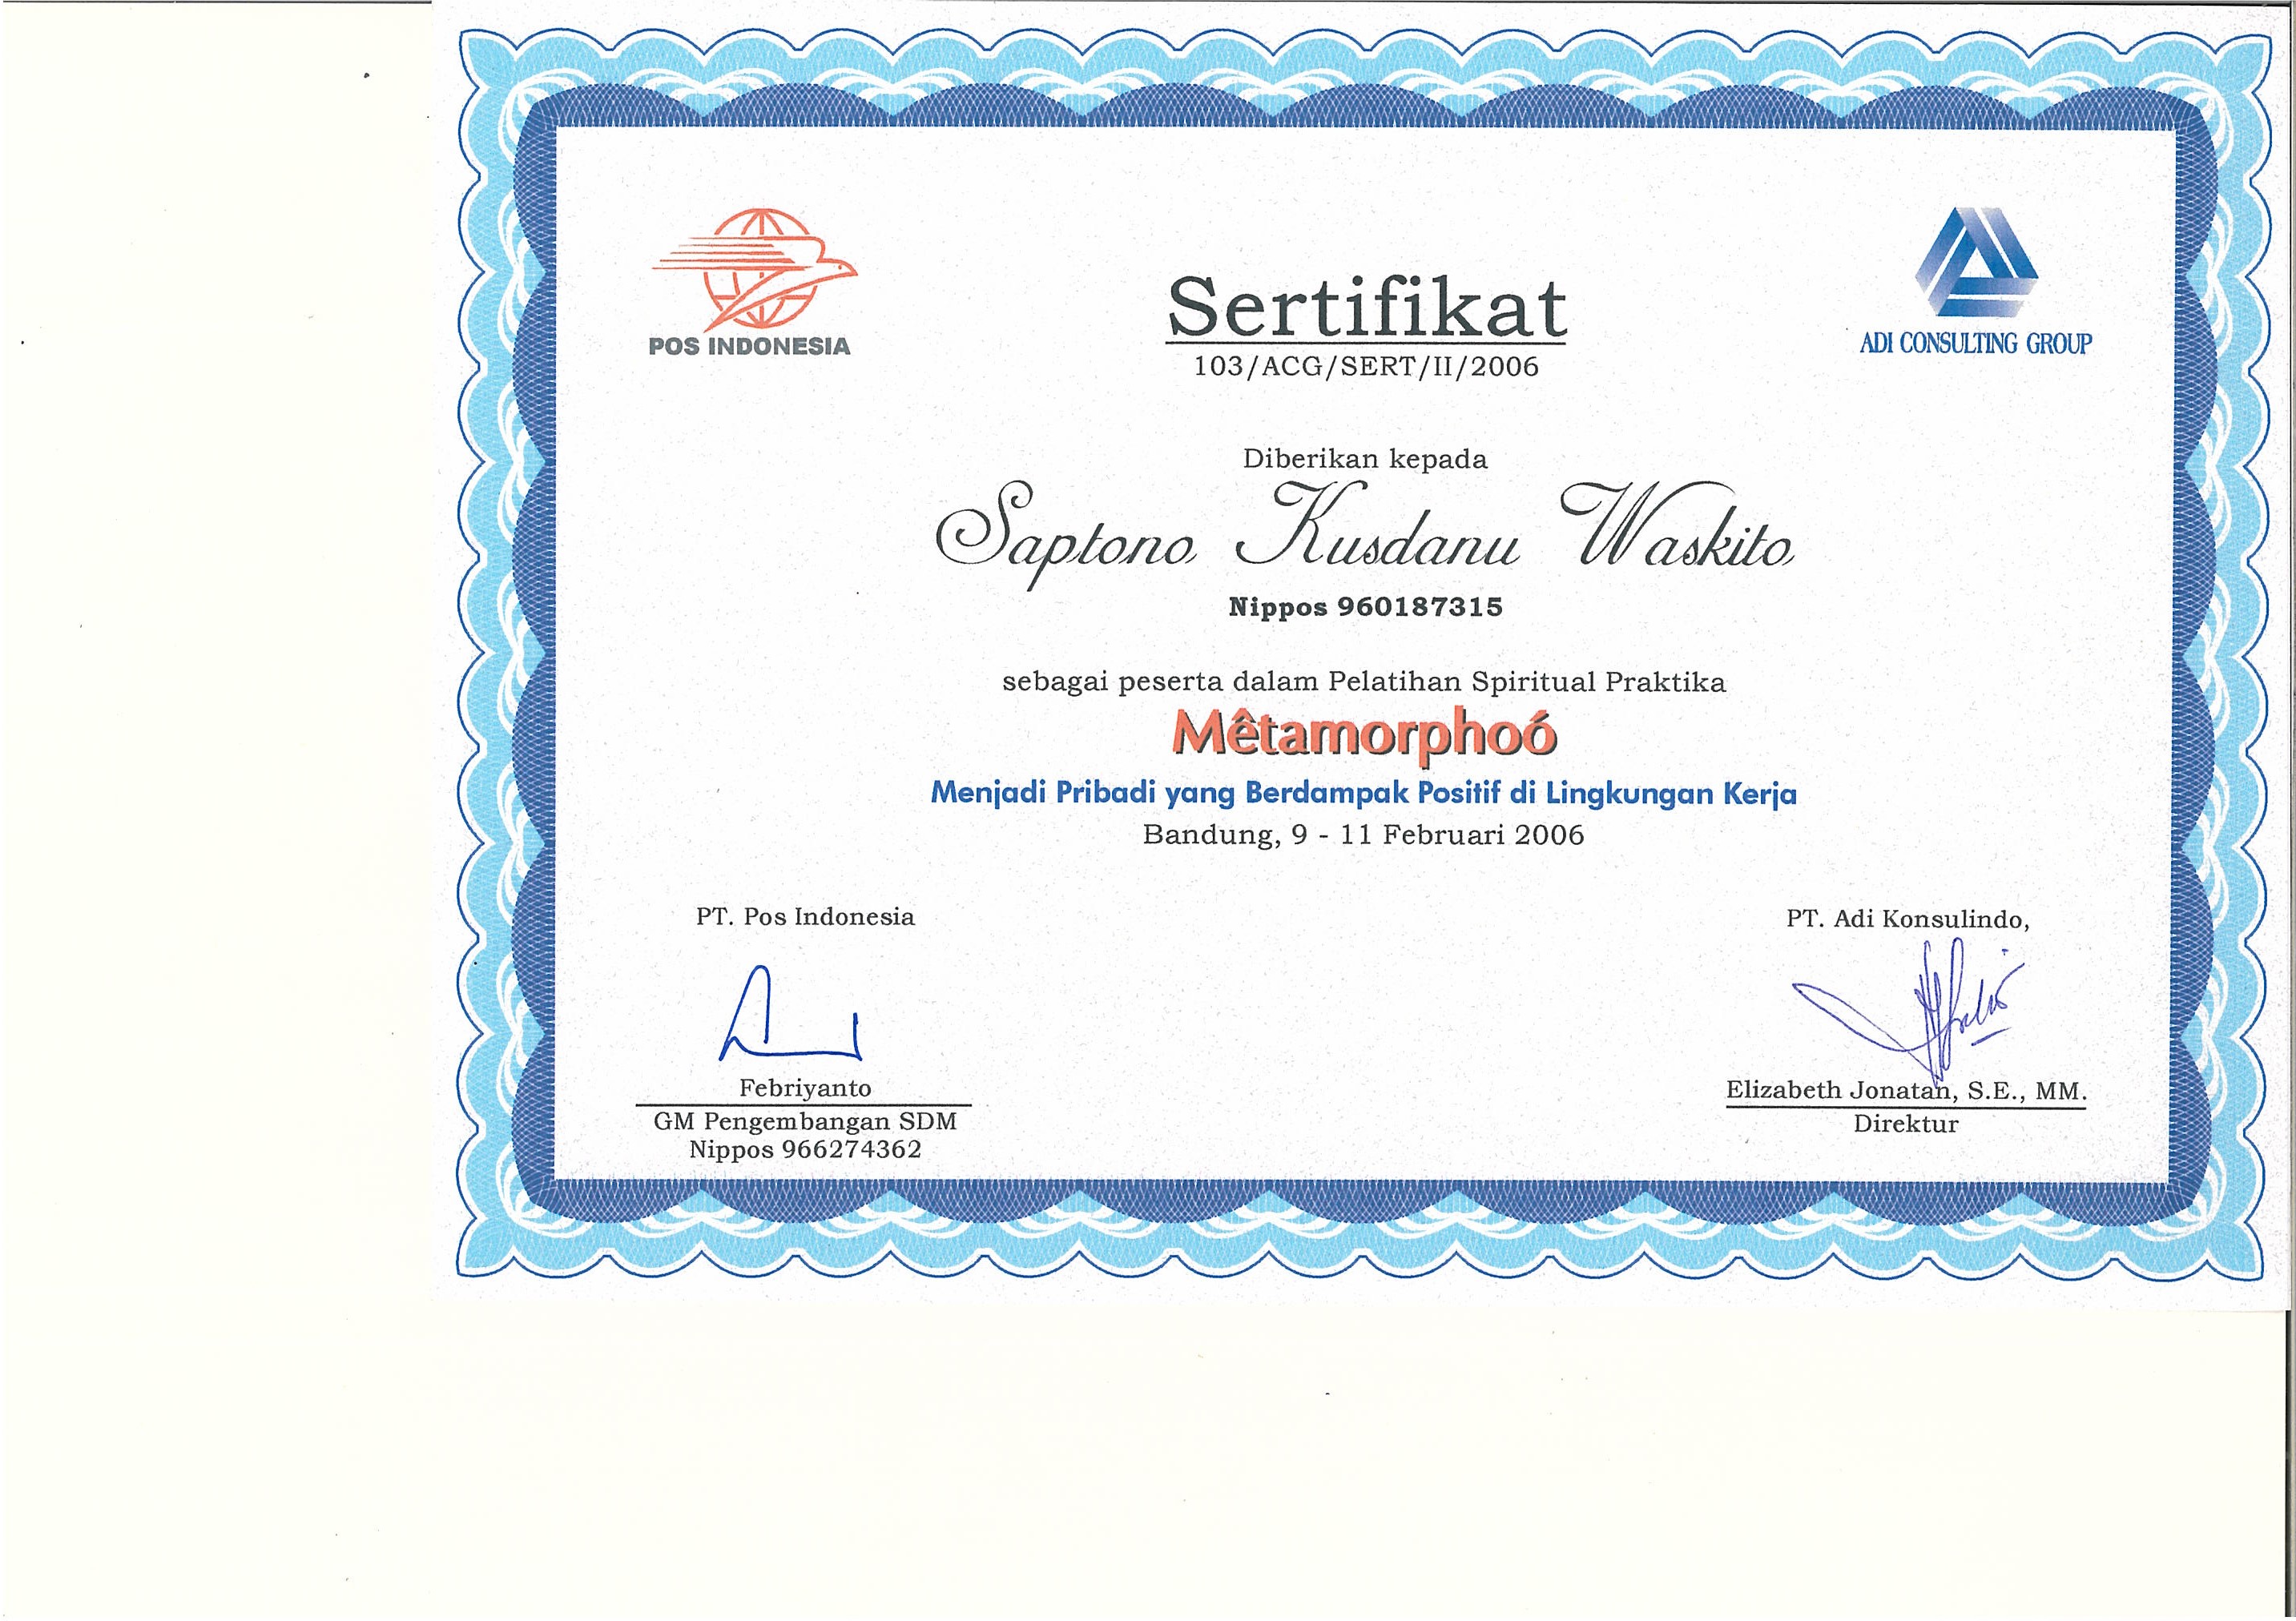 POS INDONESIA
ADI CONSULTING GROUP
Sertifikat
103/ACG/SERT/II/2006
Diberikan kepada
Saptono Kusdanu Waskito
Nippos 960187315
sebagai peserta dalam Pelatihan Spiritual Praktika
Mêtamorphoó
Menjadi Pribadi yang Berdampak Positif di Lingkungan Kerja
Bandung, 9 - 11 Februari 2006
PT. Pos Indonesia
Febriyanto
GM Pengembangan SDM
Nippos 966274362
PT. Adi Konsulindo,
Elizabeth Jonatan, S.E., MM.
Direktur